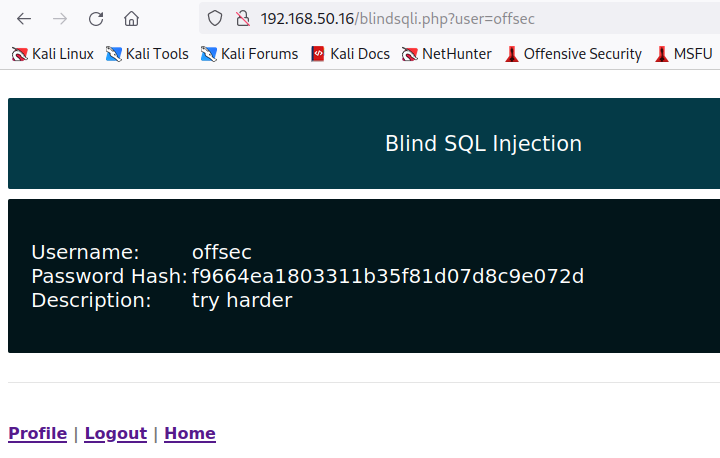 192.168.50.16/blindsqli.php?user=offsec
Kali Linux Kali Tools Kali Forums Kali Docs NetHunter Offensive Security MSFU
Blind SQL Injection
Username: offsec
Password Hash: f9664ea1803311b35f81d07d8c9e072d
Description: try harder
Profile | Logout | Home